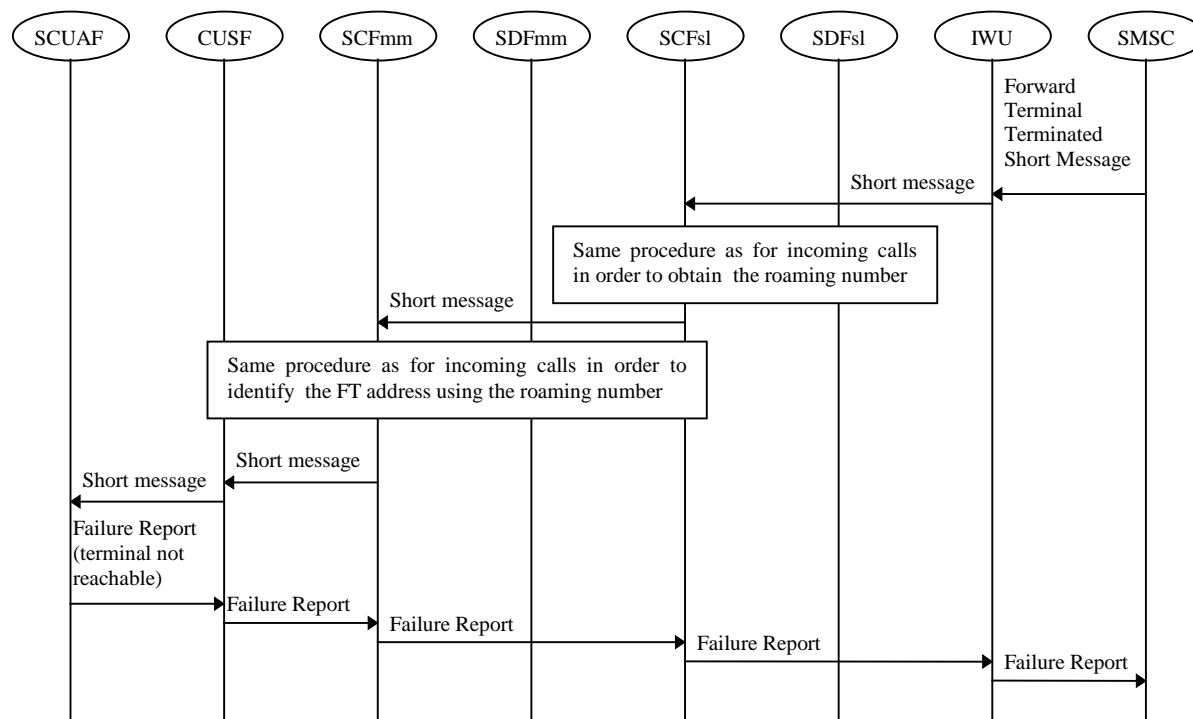 SCUAF CUSF SCFmm SDFmm SCFsl SDFsl IWU SMSC
Forward
Terminal
Terminated
Short Message
Short message
Same procedure as for incoming calls
in order to obtain the roaming number
Short message
Same procedure as for incoming calls in order to
identify the FT address using the roaming number
Short message
Short message
Failure Report
(terminal not
reachable)
Failure Report
Failure Report
Failure Report
Failure Report